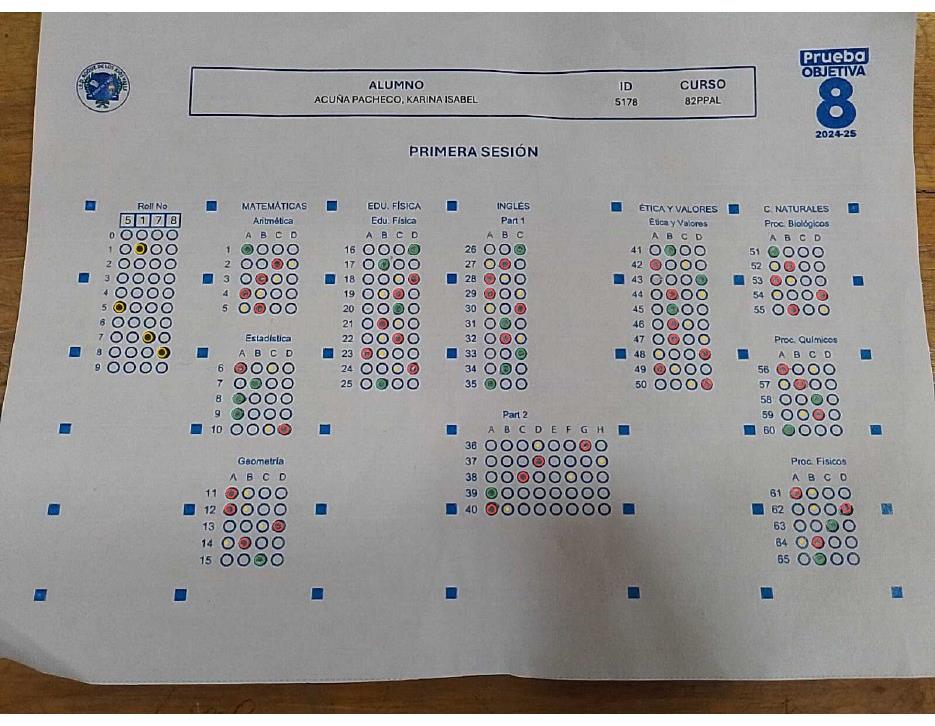 Prueba
OBJETIVA
8
2024-25
ALUMNO ID CURSO
ACUÑA PACHECO, KARINA ISABEL 5178 82PPAL
PRIMERA SESIÓN
Roll No
5 1 7 8
0
1
2
3
4
5
6
7
8
9
MATEMÁTICAS
Aritmética
A B C D
1
2
3
4
5
Estadística
A B C D
6
7
8
9
10
Geometría
A B C D
11
12
13
14
15
EDU. FÍSICA
Edu. Física
A B C D
16
17
18
19
20
21
22
23
24
25
INGLÉS
Part 1
A B C
26
27
28
29
30
31
32
33
34
35
Part 2
A B C D E F G H
36
37
38
39
40
ÉTICA Y VALORES
Ética y Valores
A B C D
41
42
43
44
45
46
47
48
49
50
C. NATURALES
Proc. Biológicos
A B C D
51
52
53
54
55
Proc. Químicos
A B C D
56
57
58
59
60
Proc. Físicos
A B C D
61
62
63
64
65